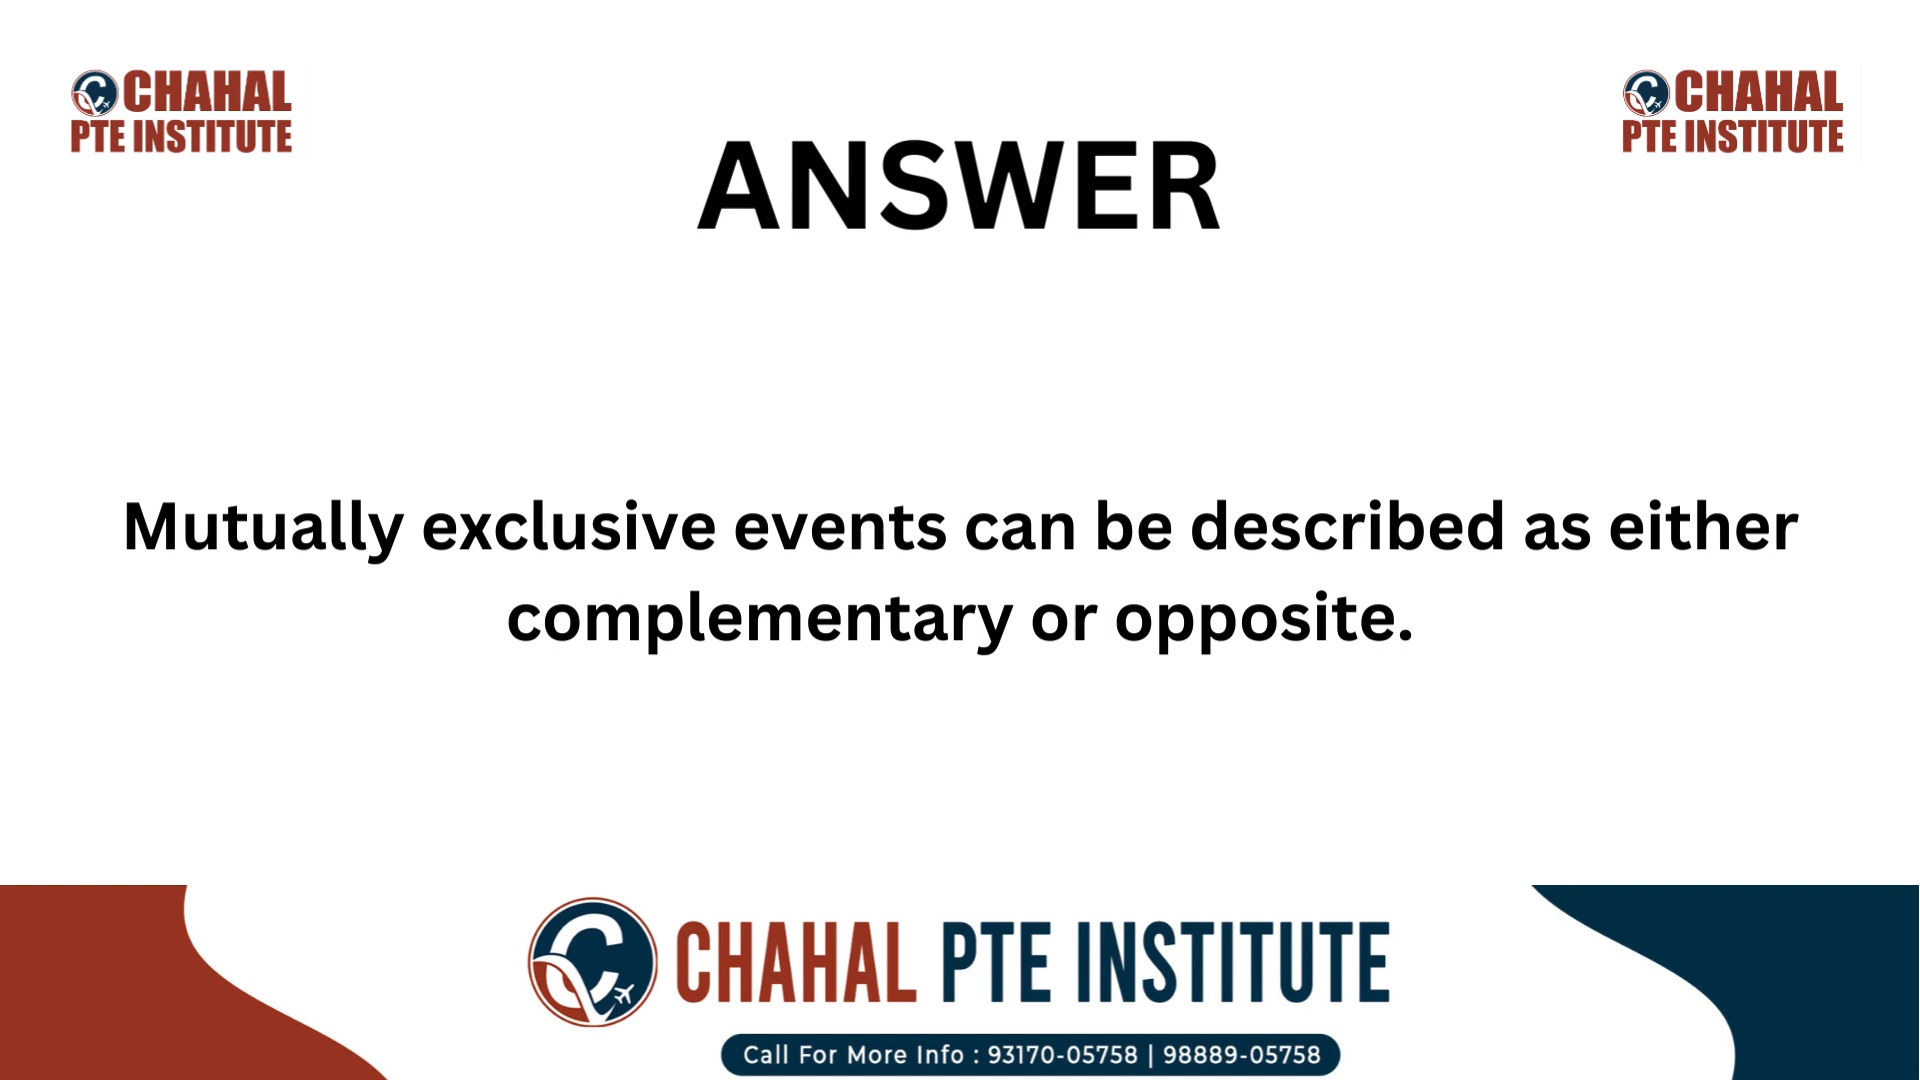 CHAHAL
PTE INSTITUTE
CHAHAL
PTE INSTITUTE
ANSWER
Mutually exclusive events can be described as either
complementary or opposite.
CHAHAL PTE INSTITUTE
Call For More Info : 93170-05758 | 98889-05758